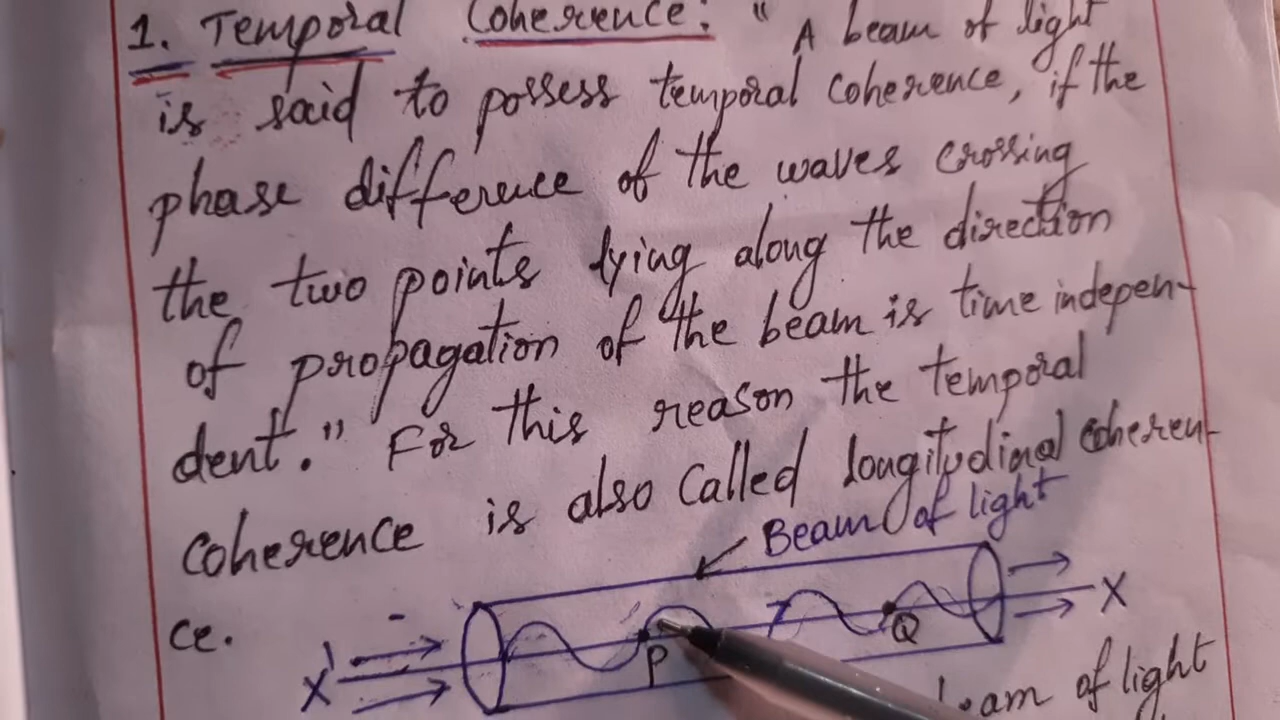 1. Temporal Coherence: " A beam of light
is said to possess temporal coherence, if the
phase difference of the waves crossing
the two points lying along the direction
of propagation of the beam is time indepen-
dent." For this reason the temporal
coherence is also called longitudinal coheren-
ce.
Beam of light
X' P Q X
beam of light